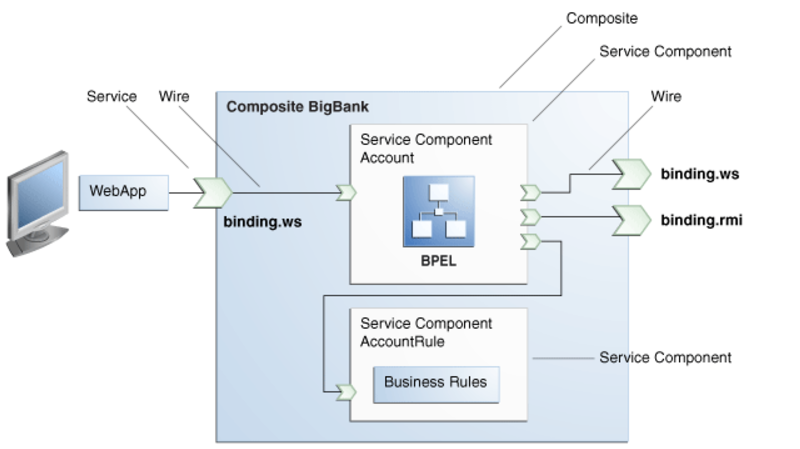 Composite
Service Component
Service
Wire
Wire
Composite BigBank
Service Component
Account
WebApp
binding.ws
binding.ws
binding.rmi
BPEL
Service Component
AccountRule
Service Component
Business Rules